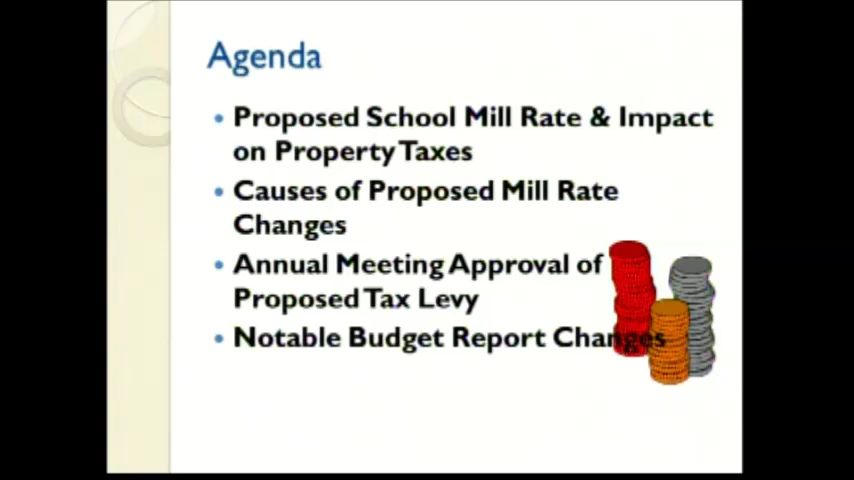 Agenda
• Proposed School Mill Rate & Impact
on Property Taxes
• Causes of Proposed Mill Rate
Changes
• Annual Meeting Approval of
Proposed Tax Levy
• Notable Budget Report Changes